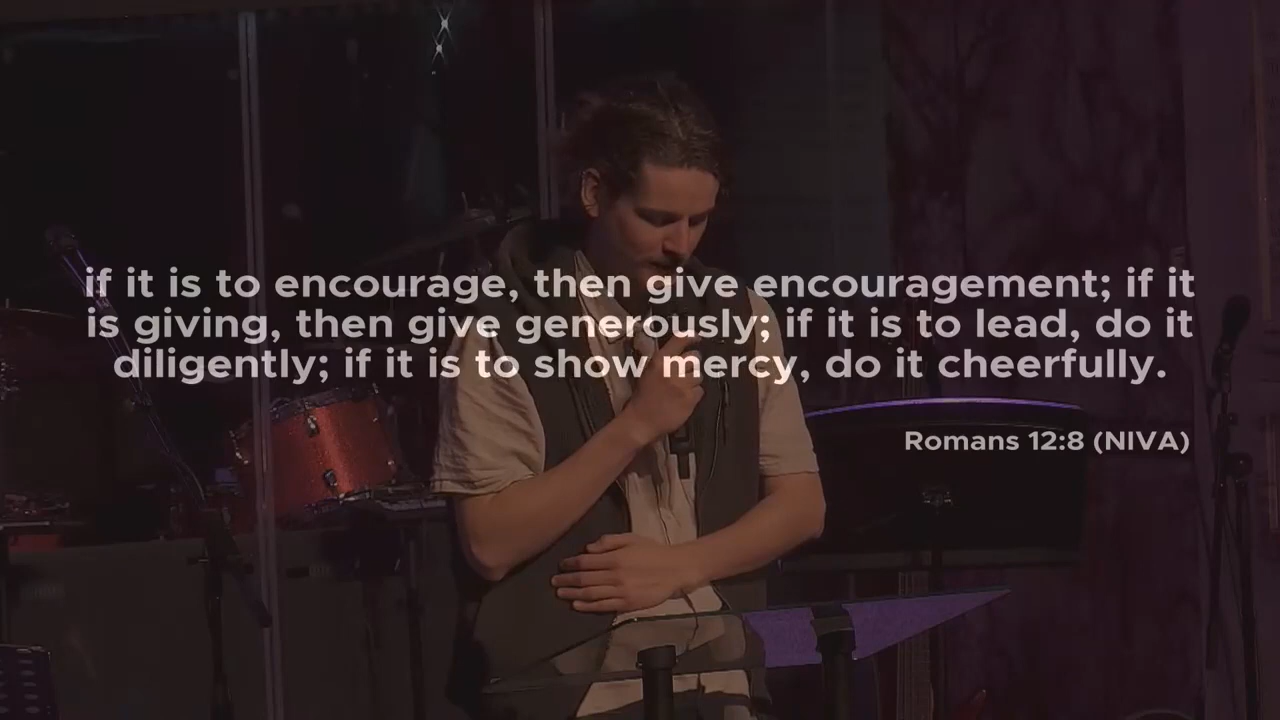 if it is to encourage, then give encouragement; if it
is giving, then give generously; if it is to lead, do it
diligently; if it is to show mercy, do it cheerfully.
Romans 12:8 (NIVA)